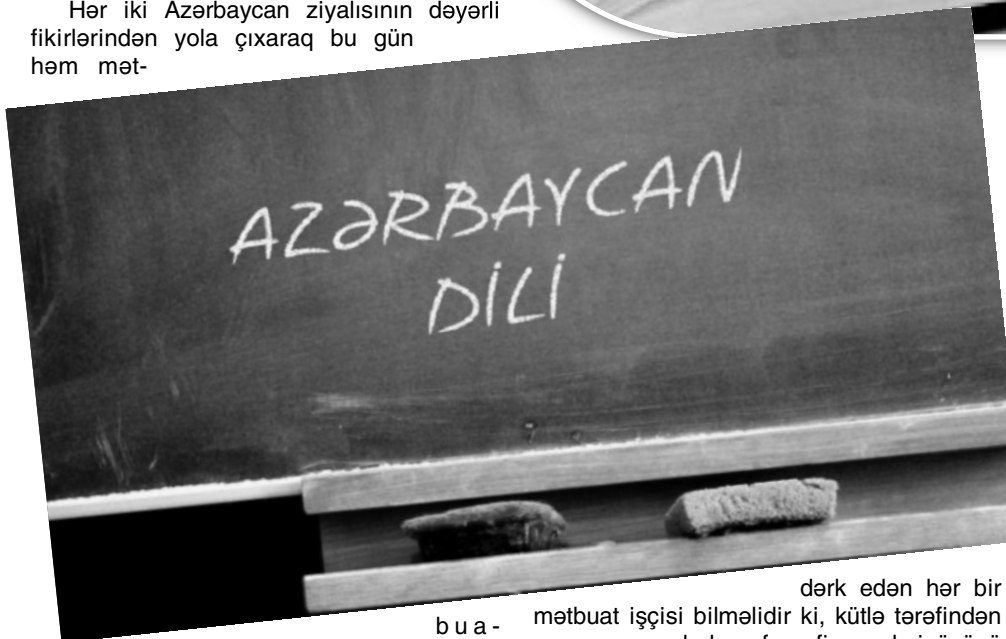 Hər iki Azərbaycan ziyalısının dəyərli
fikirlərindən yola çıxaraq bu gün
həm mət-
AZƏRBAYCAN
DİLİ
dərk edən hər bir
bua-
mətbuat işçisi bilməlidir ki, kütlə tərəfindən